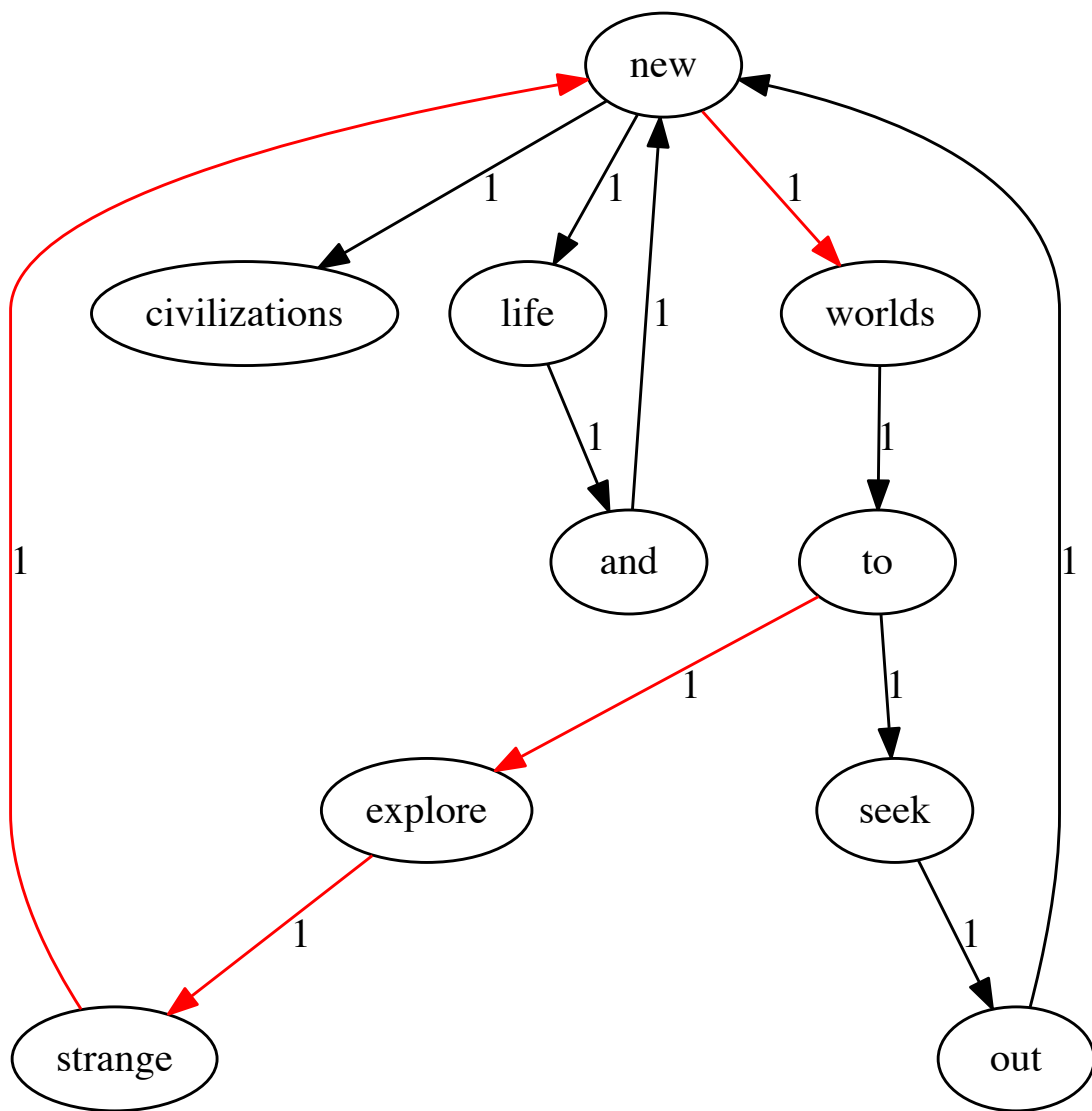 new
1 1 1
civilizations life worlds
1
1 1
1 and to 1
1 1
explore seek
1 1
strange out